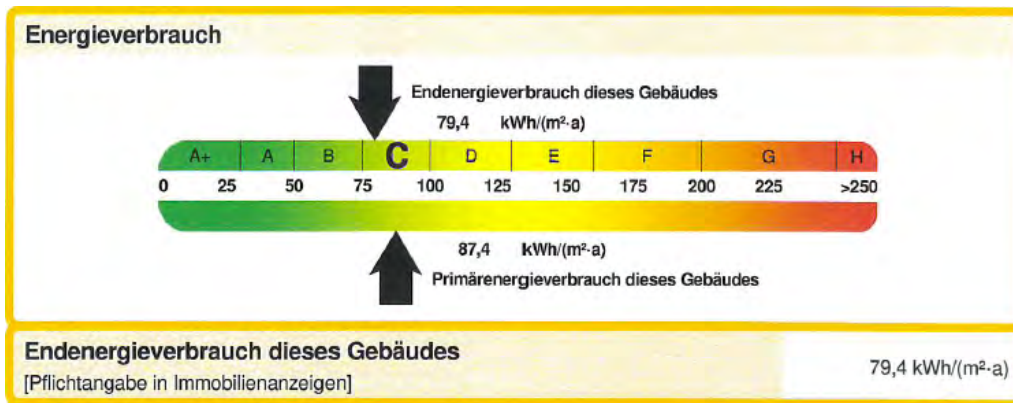 Energieverbrauch
Endenergieverbrauch dieses Gebäudes
79,4 kWh/(m²·a)
A+ A B C D E F G H
0 25 50 75 100 125 150 175 200 225 >250
87,4 kWh/(m²·a)
Primärenergieverbrauch dieses Gebäudes
Endenergieverbrauch dieses Gebäudes
[Pflichtangabe in Immobilienanzeigen]
79,4 kWh/(m²·a)